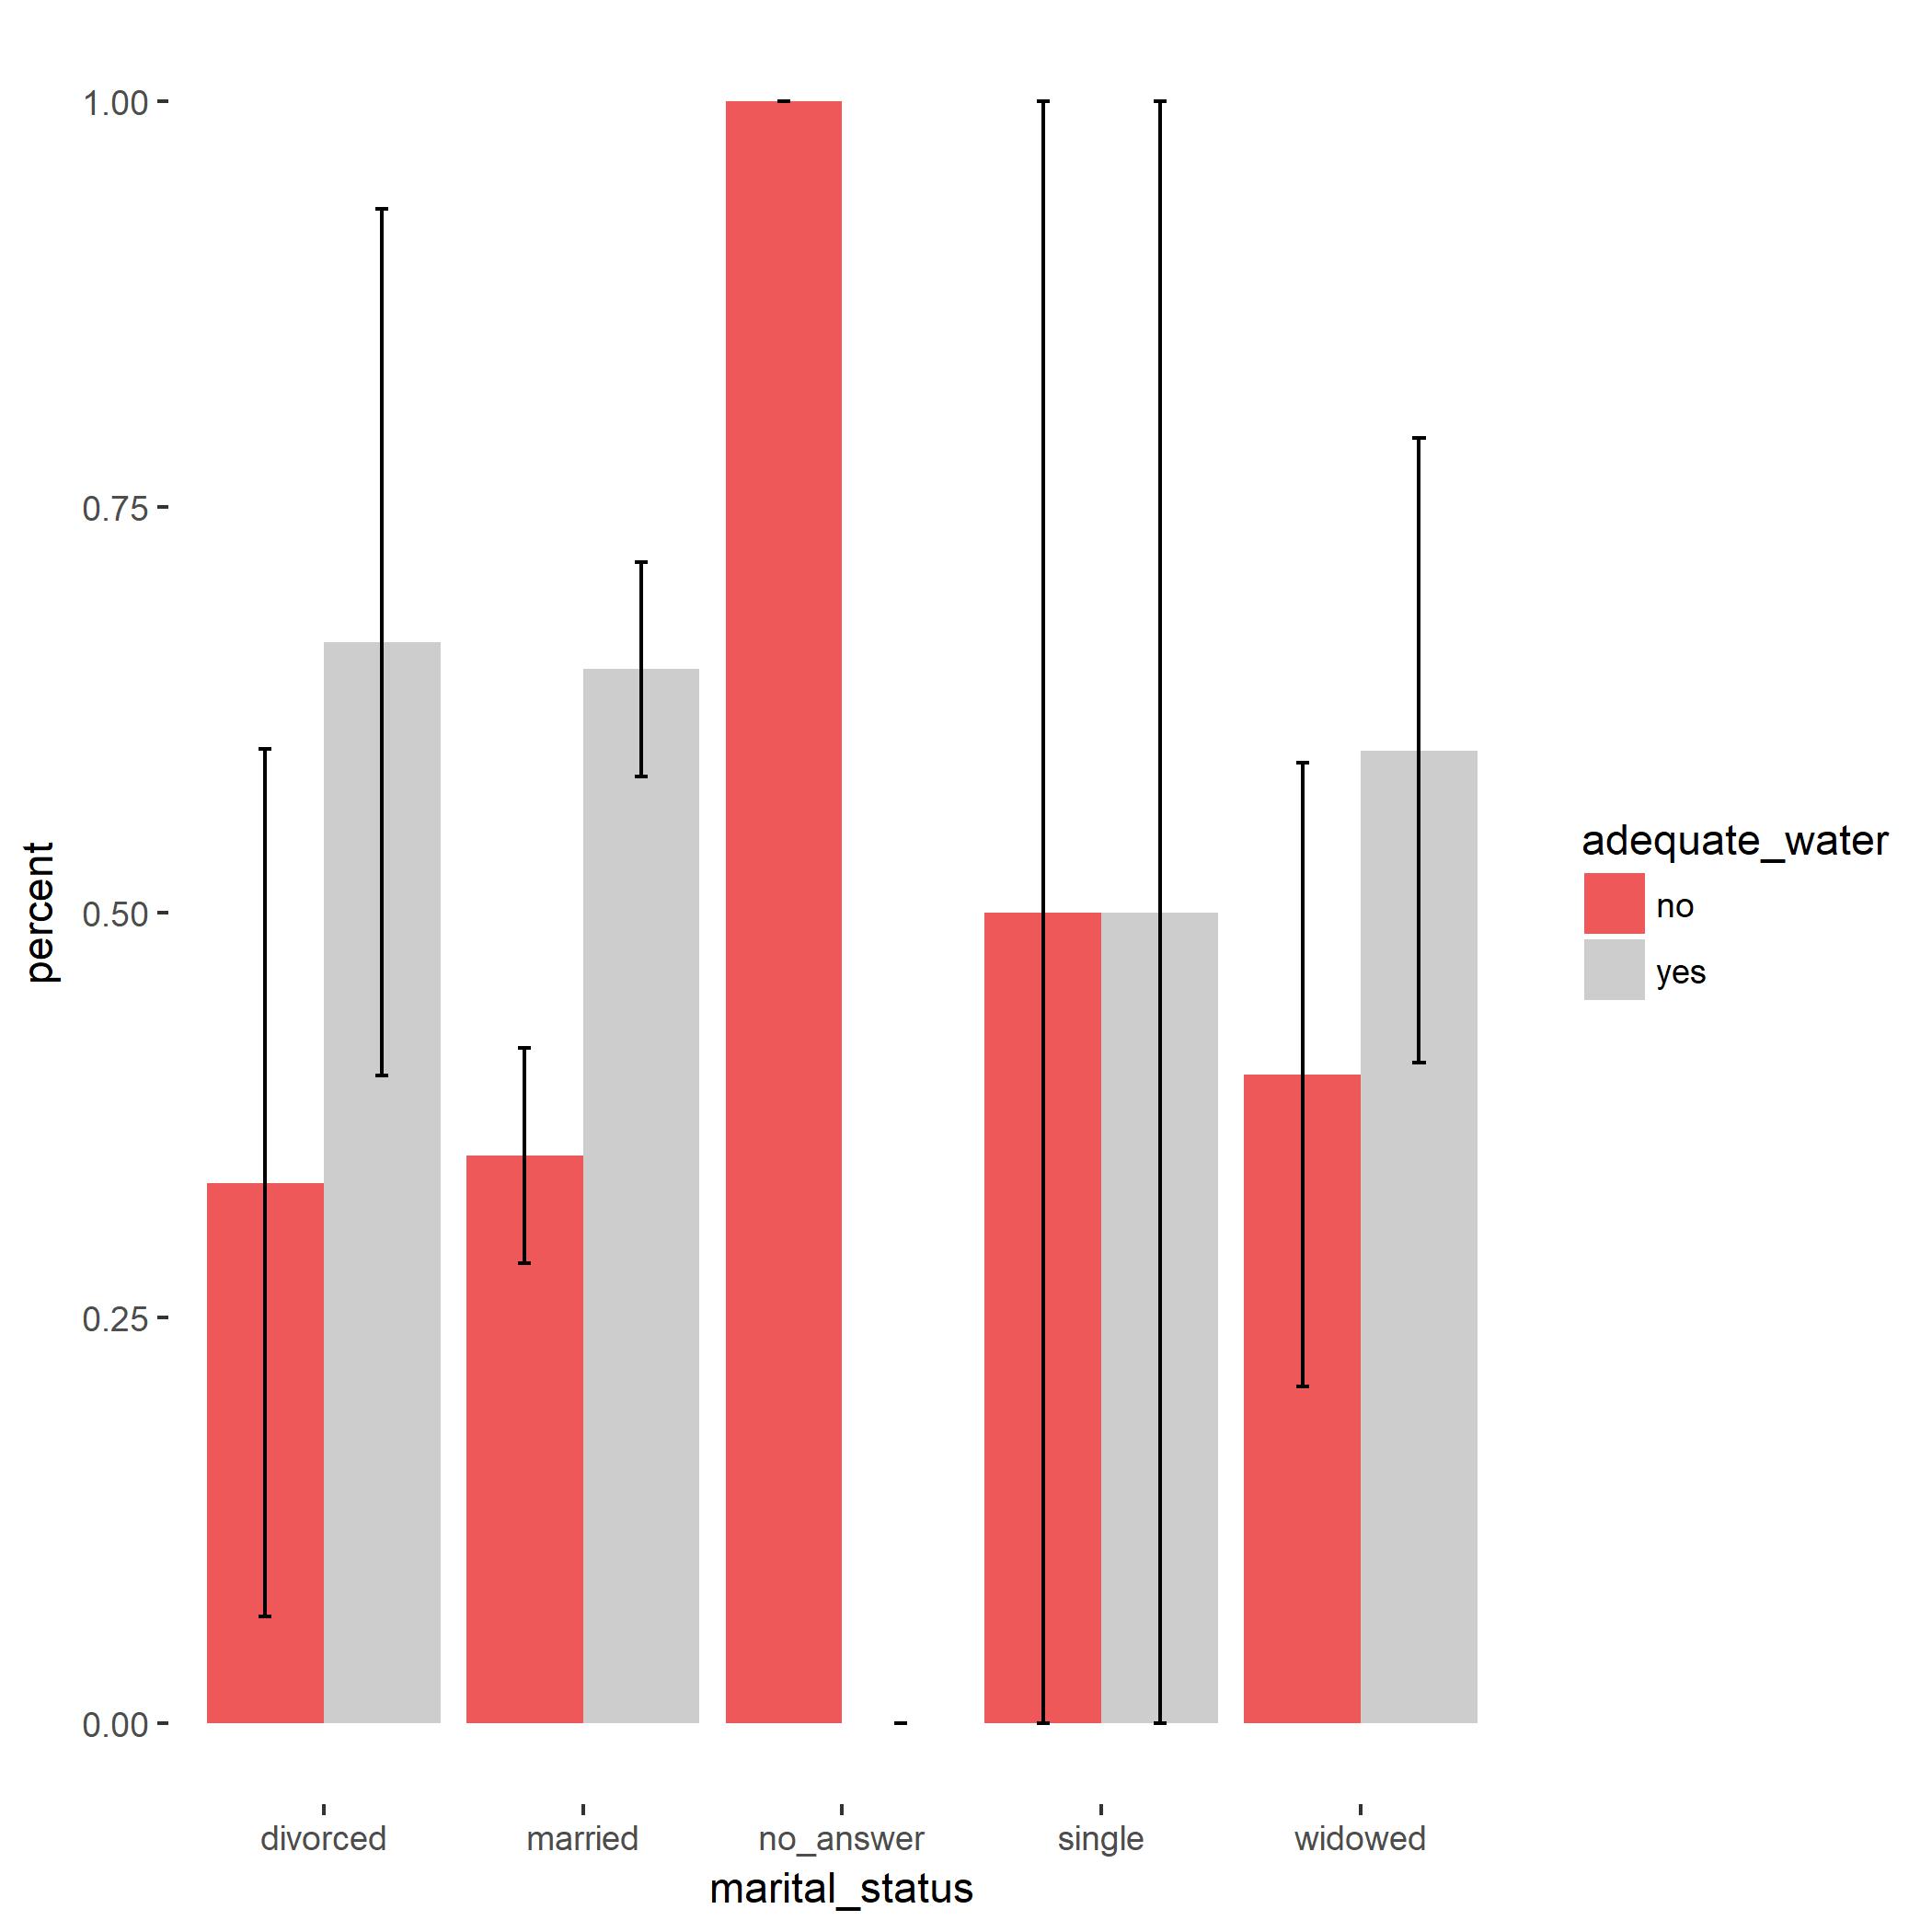 1.00
0.75
0.50
0.25
0.00
percent
divorced
married
no_answer
single
widowed
marital_status
adequate_water
no
yes